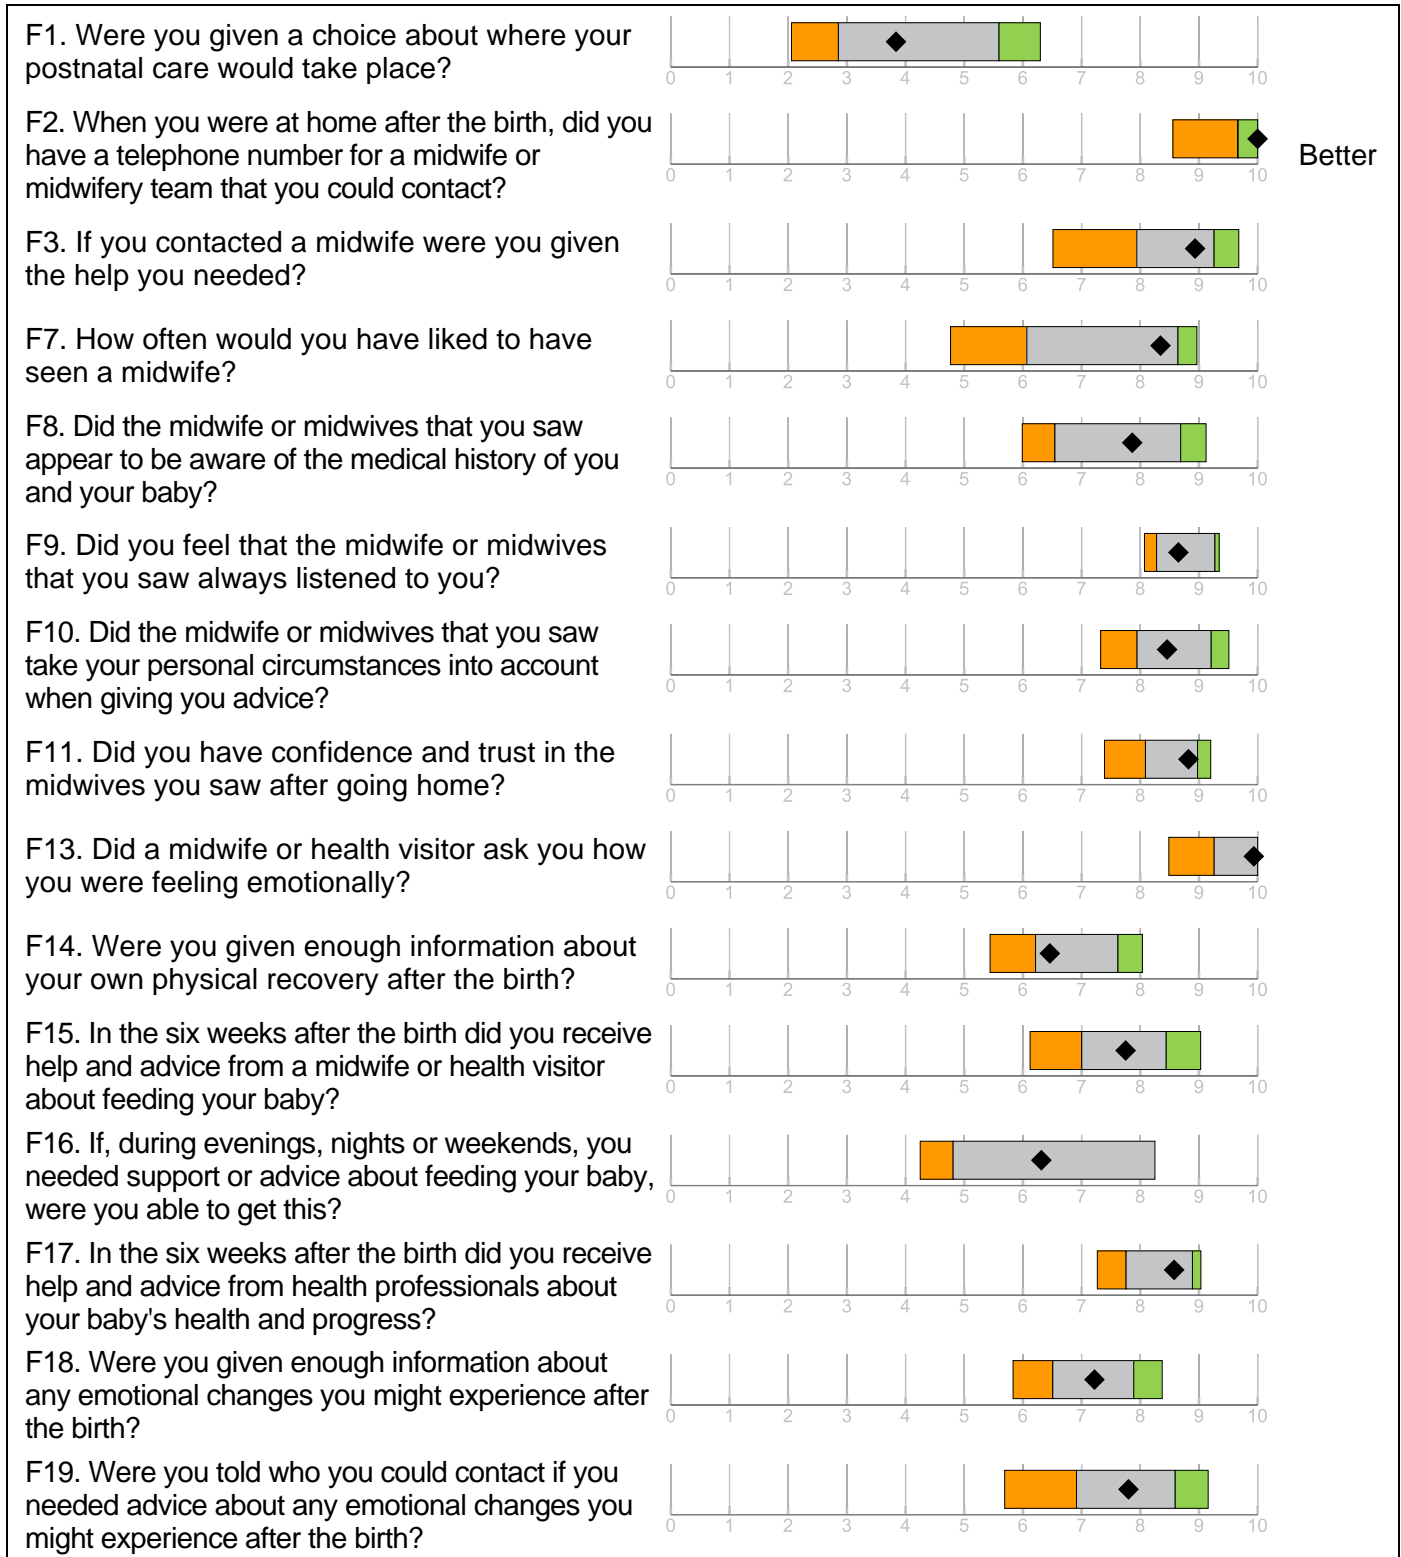 F1. Were you given a choice about where your
postnatal care would take place?
0 1 2 3 4 5 6 7 8 9 10
F2. When you were at home after the birth, did you
have a telephone number for a midwife or
midwifery team that you could contact?
0 1 2 3 4 5 6 7 8 9 10
Better
F3. If you contacted a midwife were you given
the help you needed?
0 1 2 3 4 5 6 7 8 9 10
F7. How often would you have liked to have
seen a midwife?
0 1 2 3 4 5 6 7 8 9 10
F8. Did the midwife or midwives that you saw
appear to be aware of the medical history of you
and your baby?
0 1 2 3 4 5 6 7 8 9 10
F9. Did you feel that the midwife or midwives
that you saw always listened to you?
0 1 2 3 4 5 6 7 8 9 10
F10. Did the midwife or midwives that you saw
take your personal circumstances into account
when giving you advice?
0 1 2 3 4 5 6 7 8 9 10
F11. Did you have confidence and trust in the
midwives you saw after going home?
0 1 2 3 4 5 6 7 8 9 10
F13. Did a midwife or health visitor ask you how
you were feeling emotionally?
0 1 2 3 4 5 6 7 8 9 10
F14. Were you given enough information about
your own physical recovery after the birth?
0 1 2 3 4 5 6 7 8 9 10
F15. In the six weeks after the birth did you receive
help and advice from a midwife or health visitor
about feeding your baby?
0 1 2 3 4 5 6 7 8 9 10
F16. If, during evenings, nights or weekends, you
needed support or advice about feeding your baby,
were you able to get this?
0 1 2 3 4 5 6 7 8 9 10
F17. In the six weeks after the birth did you receive
help and advice from health professionals about
your baby's health and progress?
0 1 2 3 4 5 6 7 8 9 10
F18. Were you given enough information about
any emotional changes you might experience after
the birth?
0 1 2 3 4 5 6 7 8 9 10
F19. Were you told who you could contact if you
needed advice about any emotional changes you
might experience after the birth?
0 1 2 3 4 5 6 7 8 9 10